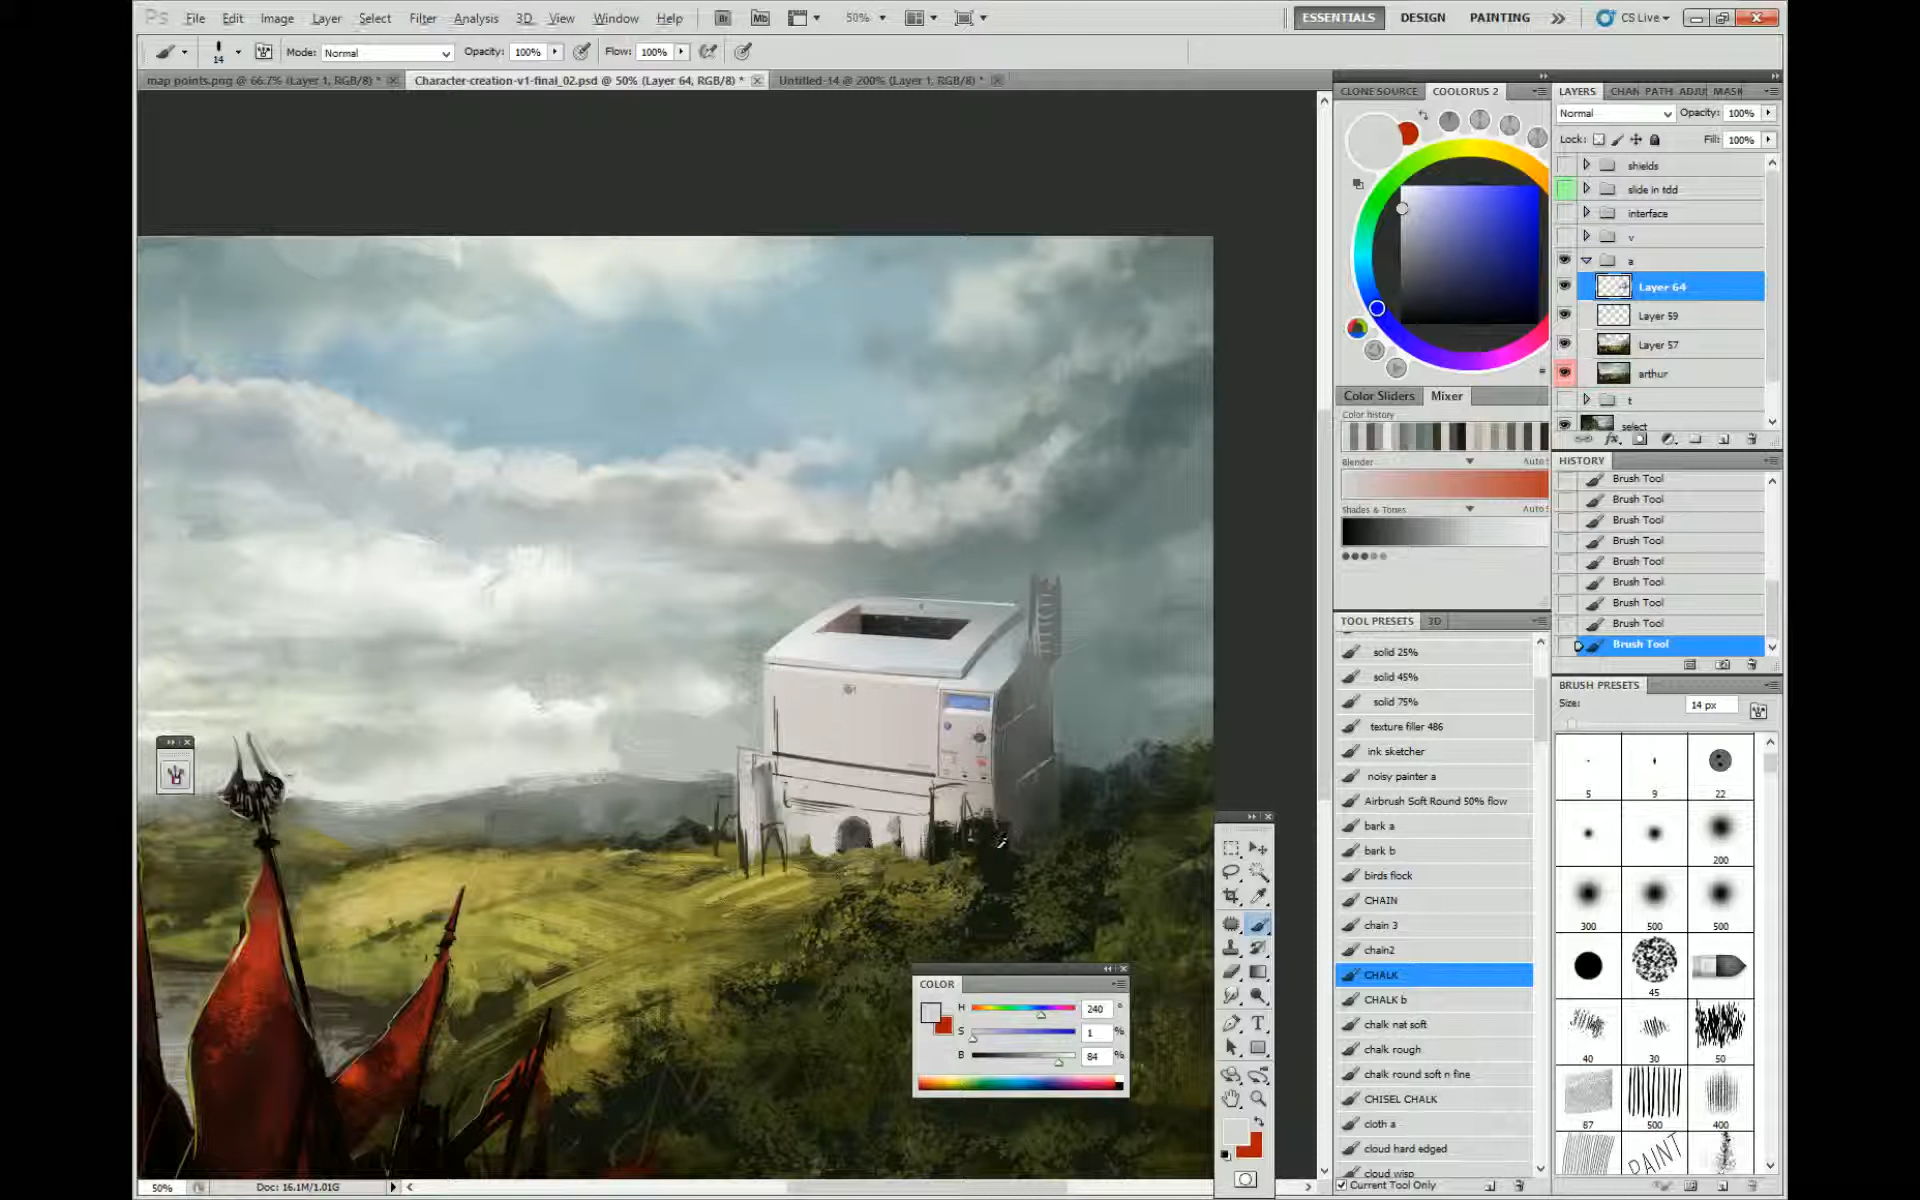 Ps File Edit Image Layer Select Filter Analysis 3D View Window Help Br Mb 50% ESSENTIALS DESIGN PAINTING CS Live
14 Mode: Normal Opacity: 100% Flow: 100%
map points.png @ 66.7% (Layer 1, RGB/8) * Character-creation-v1-final_02.psd @ 50% (Layer 64, RGB/8) * Untitled-14 @ 200% (Layer 1, RGB/8) *
CLONE SOURCE COOLORUS 2
Color Sliders Mixer
Color history
Blender Auto
Shades & Tones Auto
LAYERS CHAN PATH ADJU MASK
Normal Opacity: 100%
Lock: Fill: 100%
shields
slide in tdd
interface
v
a
Layer 64
Layer 59
Layer 57
arthur
t
select
HISTORY
Brush Tool
Brush Tool
Brush Tool
Brush Tool
Brush Tool
Brush Tool
Brush Tool
Brush Tool
Brush Tool
TOOL PRESETS 3D
solid 25%
solid 45%
solid 75%
texture filler 486
ink sketcher
noisy painter a
Airbrush Soft Round 50% flow
bark a
bark b
birds flock
CHAIN
chain 3
chain2
CHALK
CHALK b
chalk nat soft
chalk rough
chalk round soft n fine
CHISEL CHALK
cloth a
cloud hard edged
cloud wisp
Current Tool Only
BRUSH PRESETS
Size: 14 px
5 9 22
200
300 500 500
45
40 30 50
87 500 400
PAINT
COLOR
H 240 °
S 1 %
B 84 %
50% Doc: 16.1M/1.01G